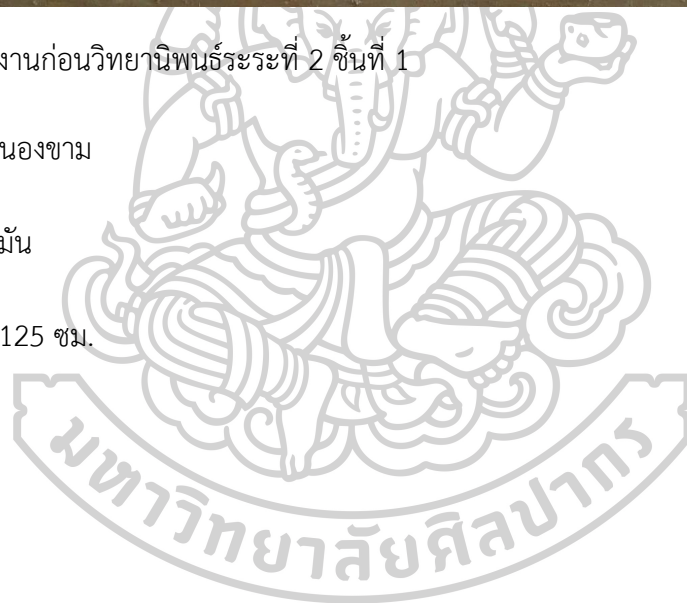 งานก่อนวิทยานิพนธ์ระระที่ 2 ชิ้นที่ 1
นองขาม
มัน
125 ซม.
มหาวิทยาลัยศิลปากร